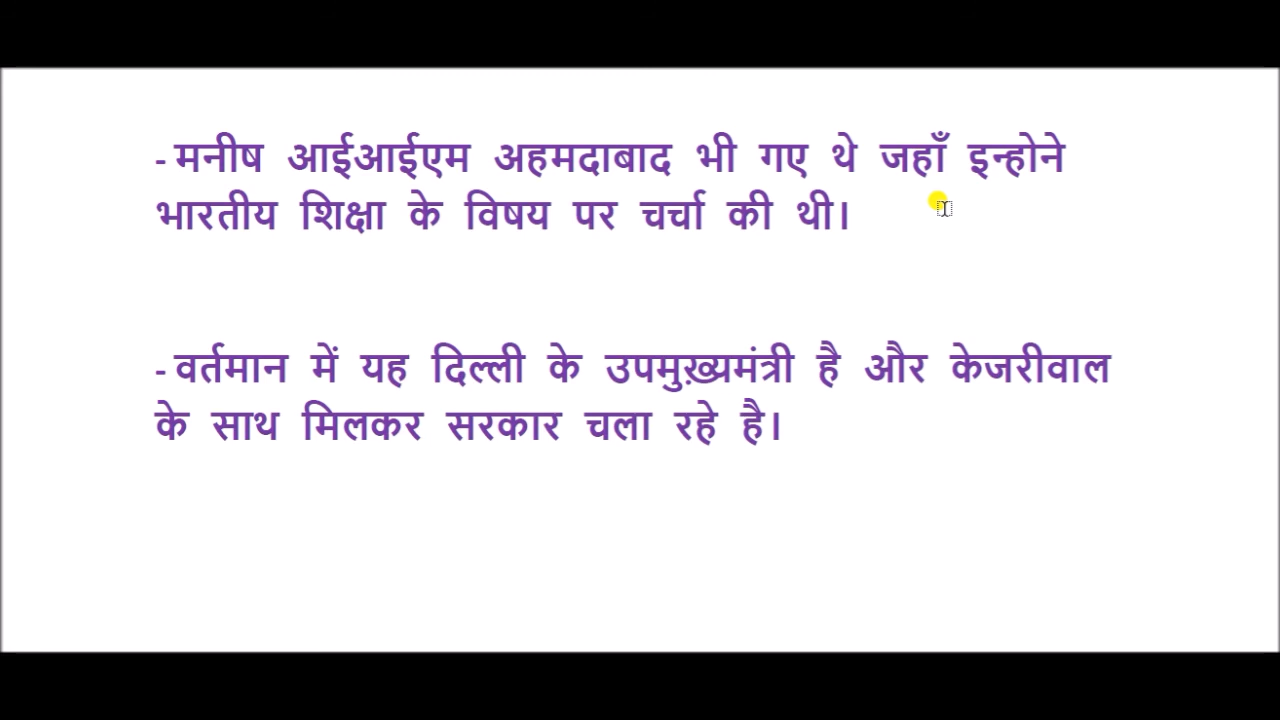 - मनीष आईआईएम अहमदाबाद भी गए थे जहाँ इन्होने
भारतीय शिक्षा के विषय पर चर्चा की थी।
- वर्तमान में यह दिल्ली के उपमुख़्यमंत्री है और केजरीवाल
के साथ मिलकर सरकार चला रहे है।